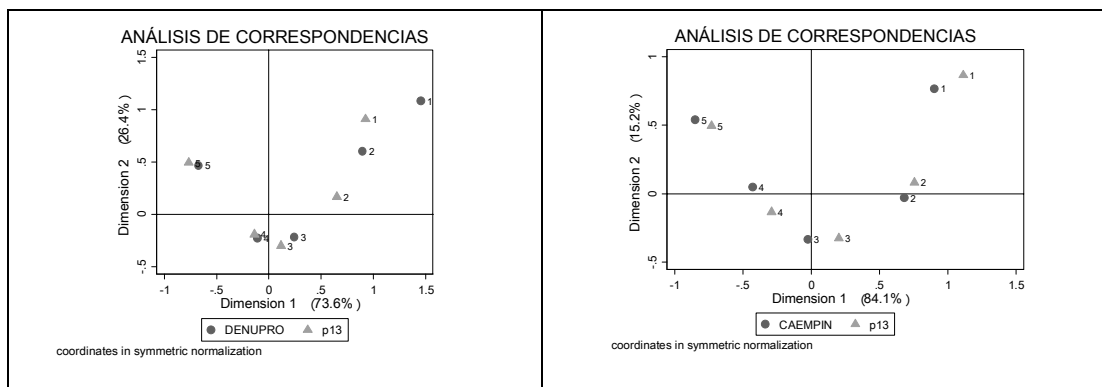 ANÁLISIS DE CORRESPONDENCIAS
1.5
1
.5
0
-.5
Dimension 2 (26.4%)
1
1
2
2
5
5
4
4
3
3
-1 -.5 0 .5 1 1.5
Dimension 1 (73.6%)
DENUPRO p13
coordinates in symmetric normalization
ANÁLISIS DE CORRESPONDENCIAS
1
.5
0
-.5
Dimension 2 (15.2%)
1
1
5
5
4
2
2
4
3
3
-1 -.5 0 .5 1 1.5
Dimension 1 (84.1%)
CAEMPIN p13
coordinates in symmetric normalization